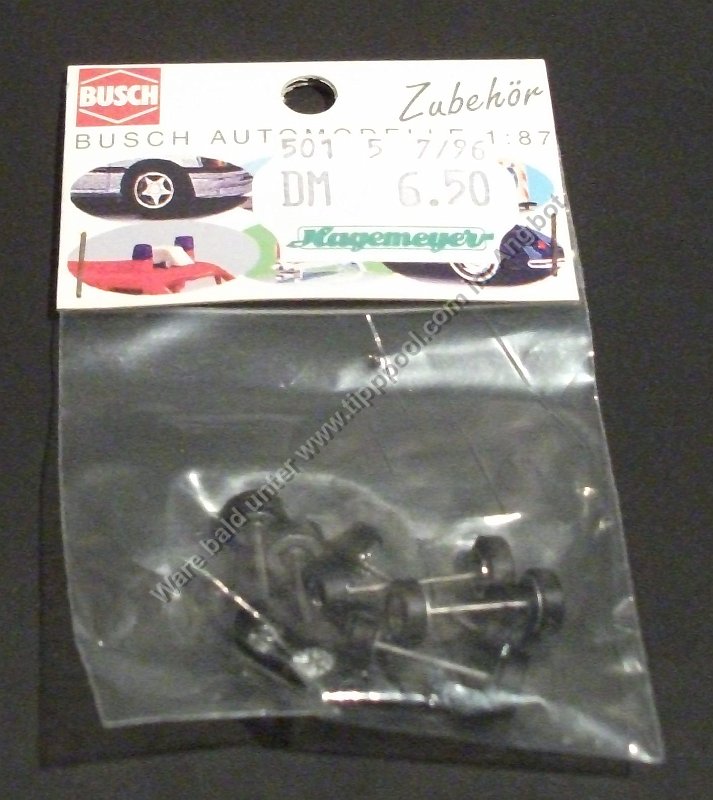 BUSCH
Zubehör
BUSCH AUTOMODELLE 1:87
501 5 7/96
DM 6.50
Hagemeyer
Ware bald unter www.tipppool.com im Angebot